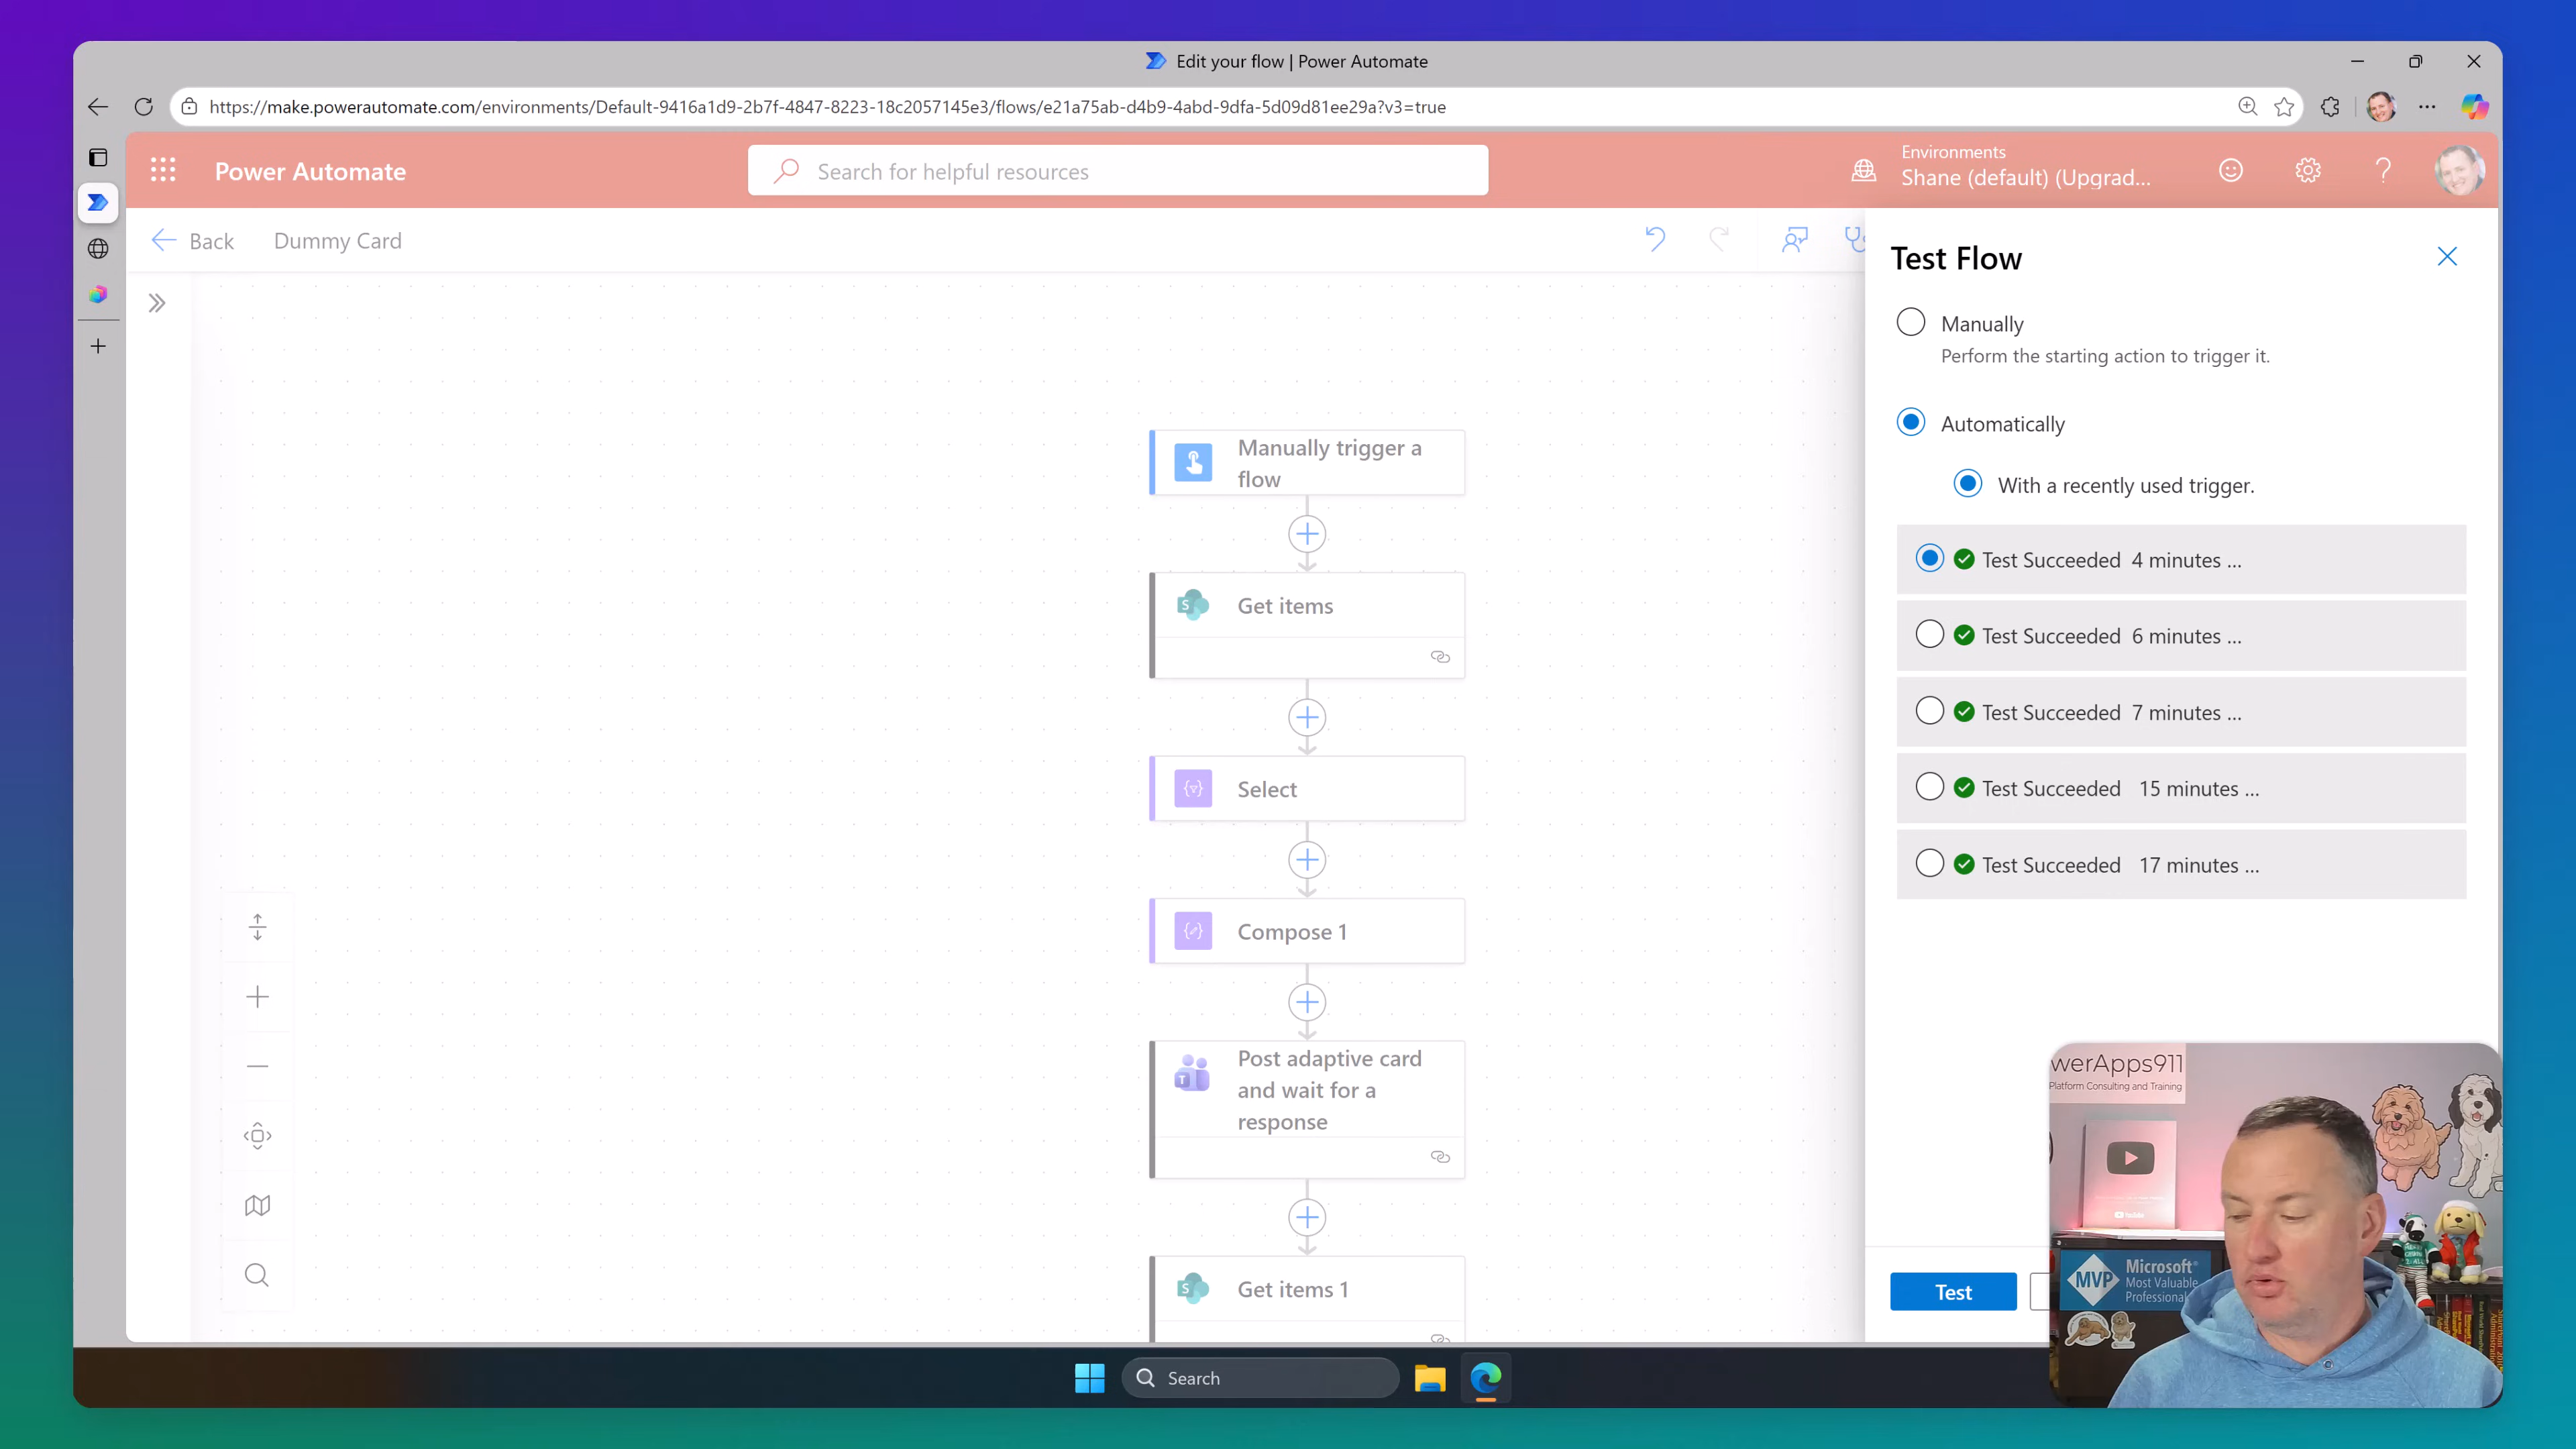 Edit your flow | Power Automate
https://make.powerautomate.com/environments/Default-9416a1d9-2b7f-4847-8223-18c2057145e3/flows/e21a75ab-d4b9-4abd-9dfa-5d09d81ee29a?v3=true
Power Automate
Search for helpful resources
Environments
Shane (default) (Upgrad...
Back
Dummy Card
Test Flow
Manually
Perform the starting action to trigger it.
Automatically
With a recently used trigger.
Test Succeeded 4 minutes ...
Test Succeeded 6 minutes ...
Test Succeeded 7 minutes ...
Test Succeeded 15 minutes ...
Test Succeeded 17 minutes ...
Test
Manually trigger a
flow
Get items
Select
Compose 1
Post adaptive card
and wait for a
response
Get items 1
werApps911
Platform Consulting and Training
YouTube
MVP
Microsoft®
Most Valuable
Professional
Search